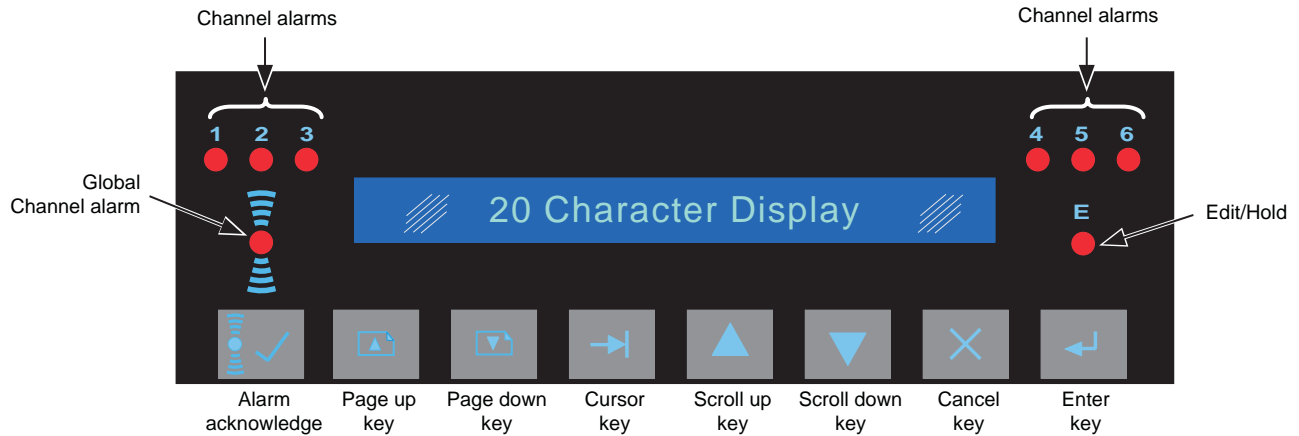 Channel alarms
Channel alarms
1 2 3
4 5 6
Global
Channel alarm
20 Character Display
E
Edit/Hold
Alarm
acknowledge
Page up
key
Page down
key
Cursor
key
Scroll up
key
Scroll down
key
Cancel
key
Enter
key